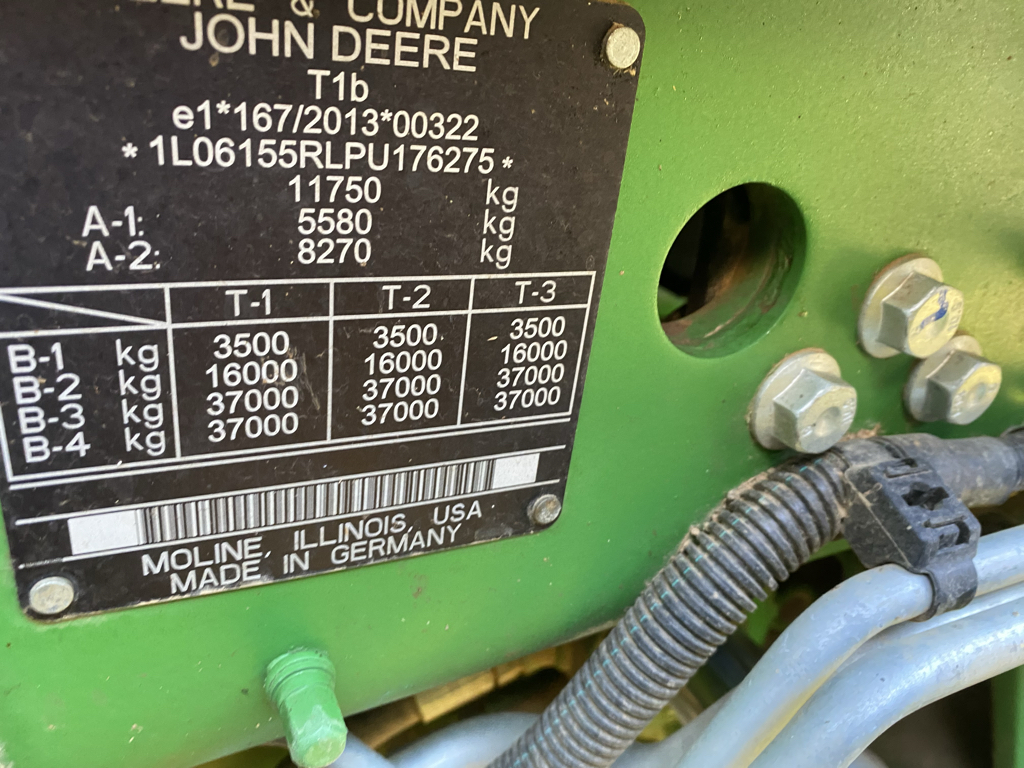 DEERE & COMPANY
JOHN DEERE
T1b
e1*167/2013*00322
*1L06155RLPU176275*
11750 kg
A-1: 5580 kg
A-2: 8270 kg
T-1 T-2 T-3
B-1 kg 3500 3500 3500
B-2 kg 16000 16000 16000
B-3 kg 37000 37000 37000
B-4 kg 37000 37000 37000
MOLINE, ILLINOIS, USA
MADE IN GERMANY